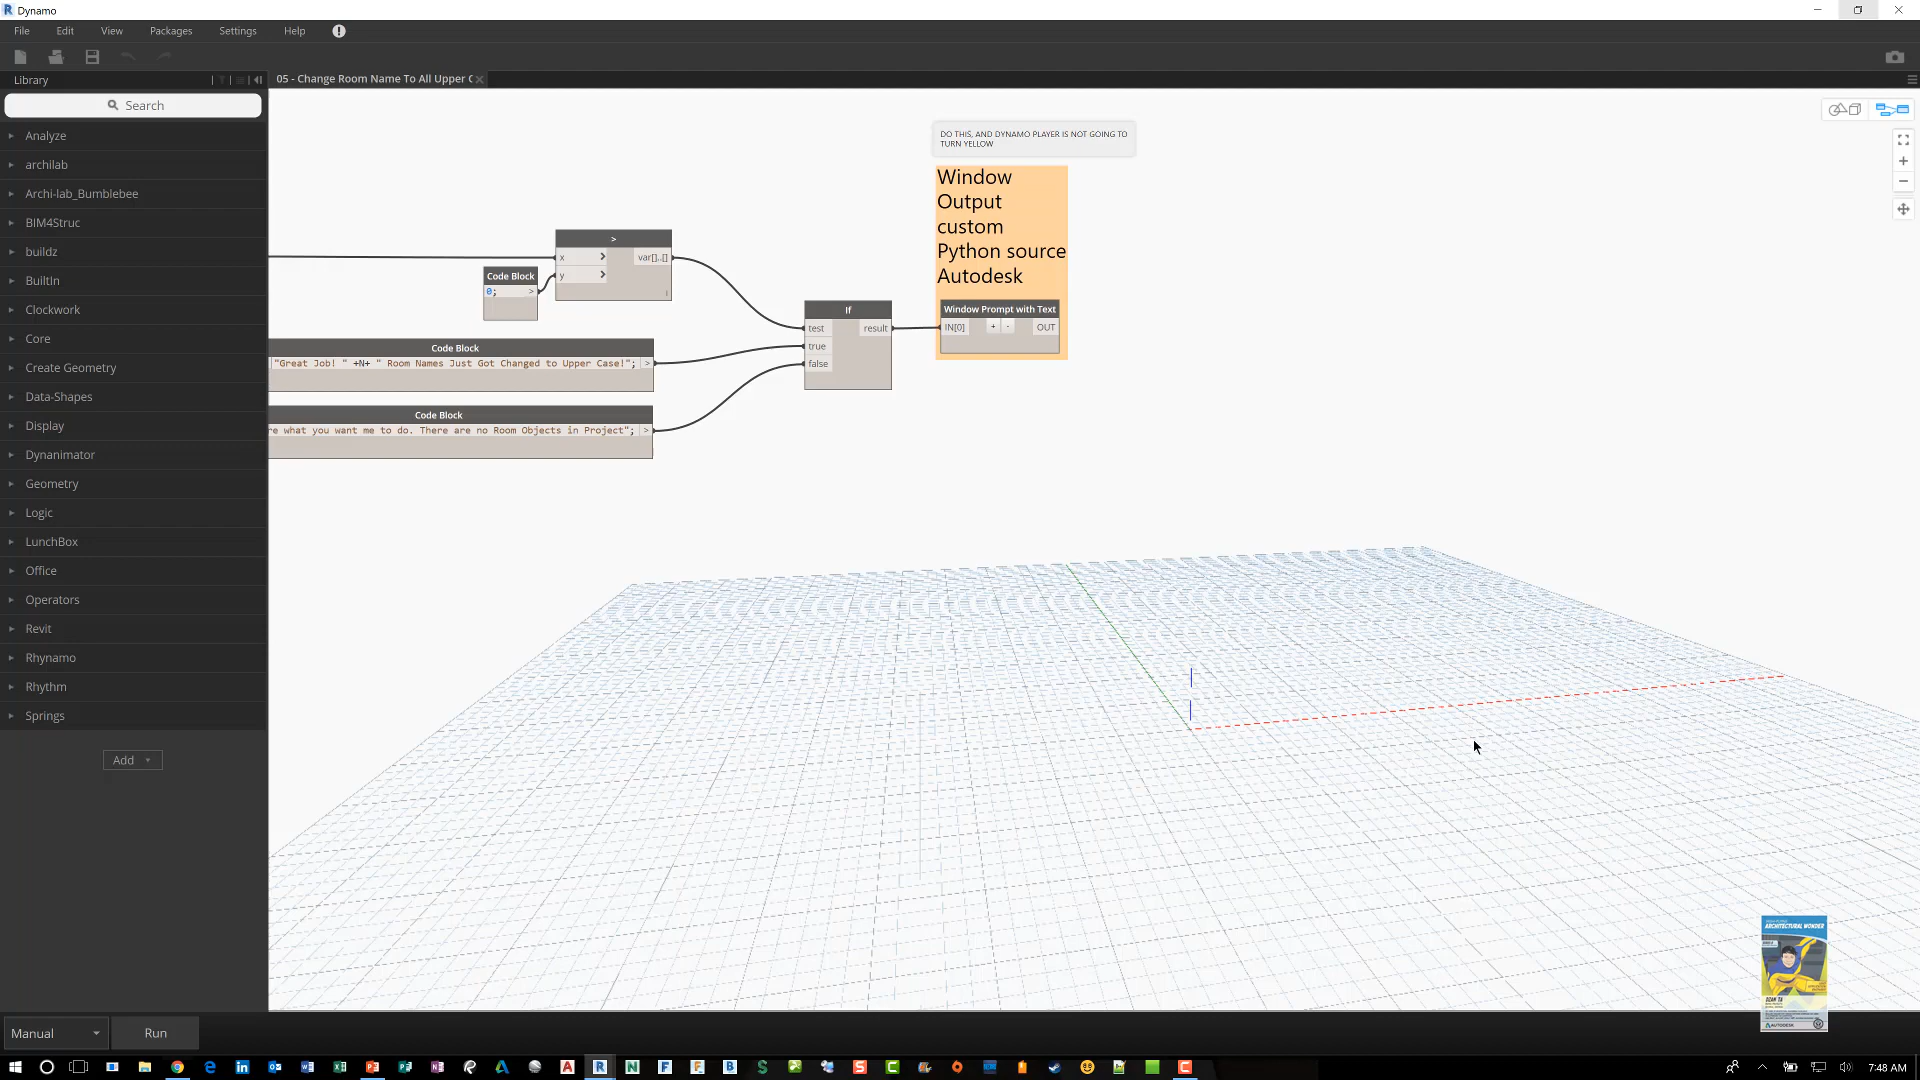 Dynamo
File Edit View Packages Settings Help
Library
05 - Change Room Name To All Upper C
Search
Analyze
archilab
Archi-lab_Bumblebee
BIM4Struc
buildz
BuiltIn
Clockwork
Core
Create Geometry
Data-Shapes
Display
Dynanimator
Geometry
Logic
LunchBox
Office
Operators
Revit
Rhynamo
Rhythm
Springs
Add
DO THIS, AND DYNAMO PLAYER IS NOT GOING TO
TURN YELLOW
Window
Output
custom
Python source
Autodesk
Window Prompt with Text
IN[0] + - OUT
>
x > var[]..[]
y >
Code Block
0; >
If
test result
true
false
Code Block
"Great Job! " +N+ " Room Names Just Got Changed to Upper Case!"; >
Code Block
re what you want me to do. There are no Room Objects in Project"; >
ARCHITECTURAL WONDER
AUTODESK
Manual
Run
7:48 AM